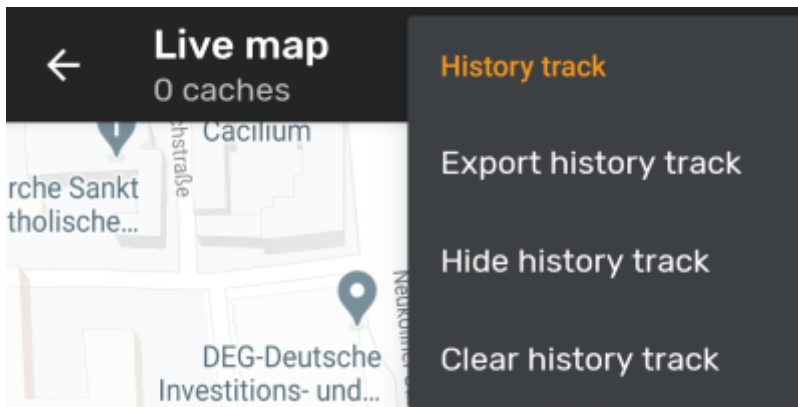 Live map
0 caches
History track
Export history track
Hide history track
Clear history track
Cacilium
chstraße
rche Sankt
tholische...
DEG-Deutsche
Investitions- und...